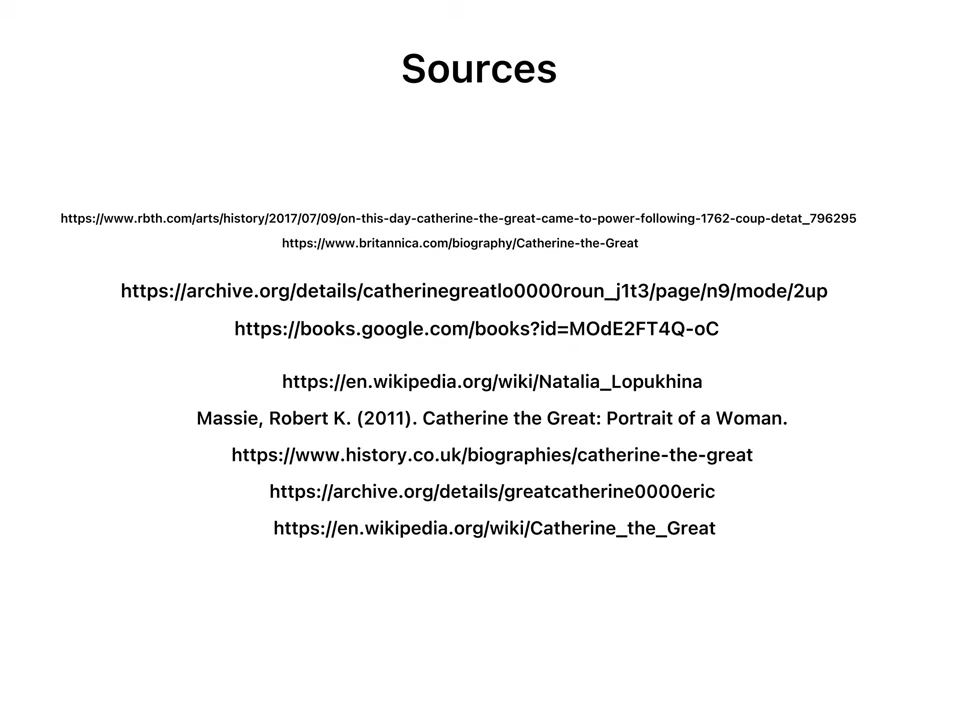 Sources
https://www.rbth.com/arts/history/2017/07/09/on-this-day-catherine-the-great-came-to-power-following-1762-coup-detat_796295
https://www.britannica.com/biography/Catherine-the-Great
https://archive.org/details/catherinegreatlo0000roun_j1t3/page/n9/mode/2up
https://books.google.com/books?id=MOdE2FT4Q-oC
https://en.wikipedia.org/wiki/Natalia_Lopukhina
Massie, Robert K. (2011). Catherine the Great: Portrait of a Woman.
https://www.history.co.uk/biographies/catherine-the-great
https://archive.org/details/greatcatherine0000eric
https://en.wikipedia.org/wiki/Catherine_the_Great